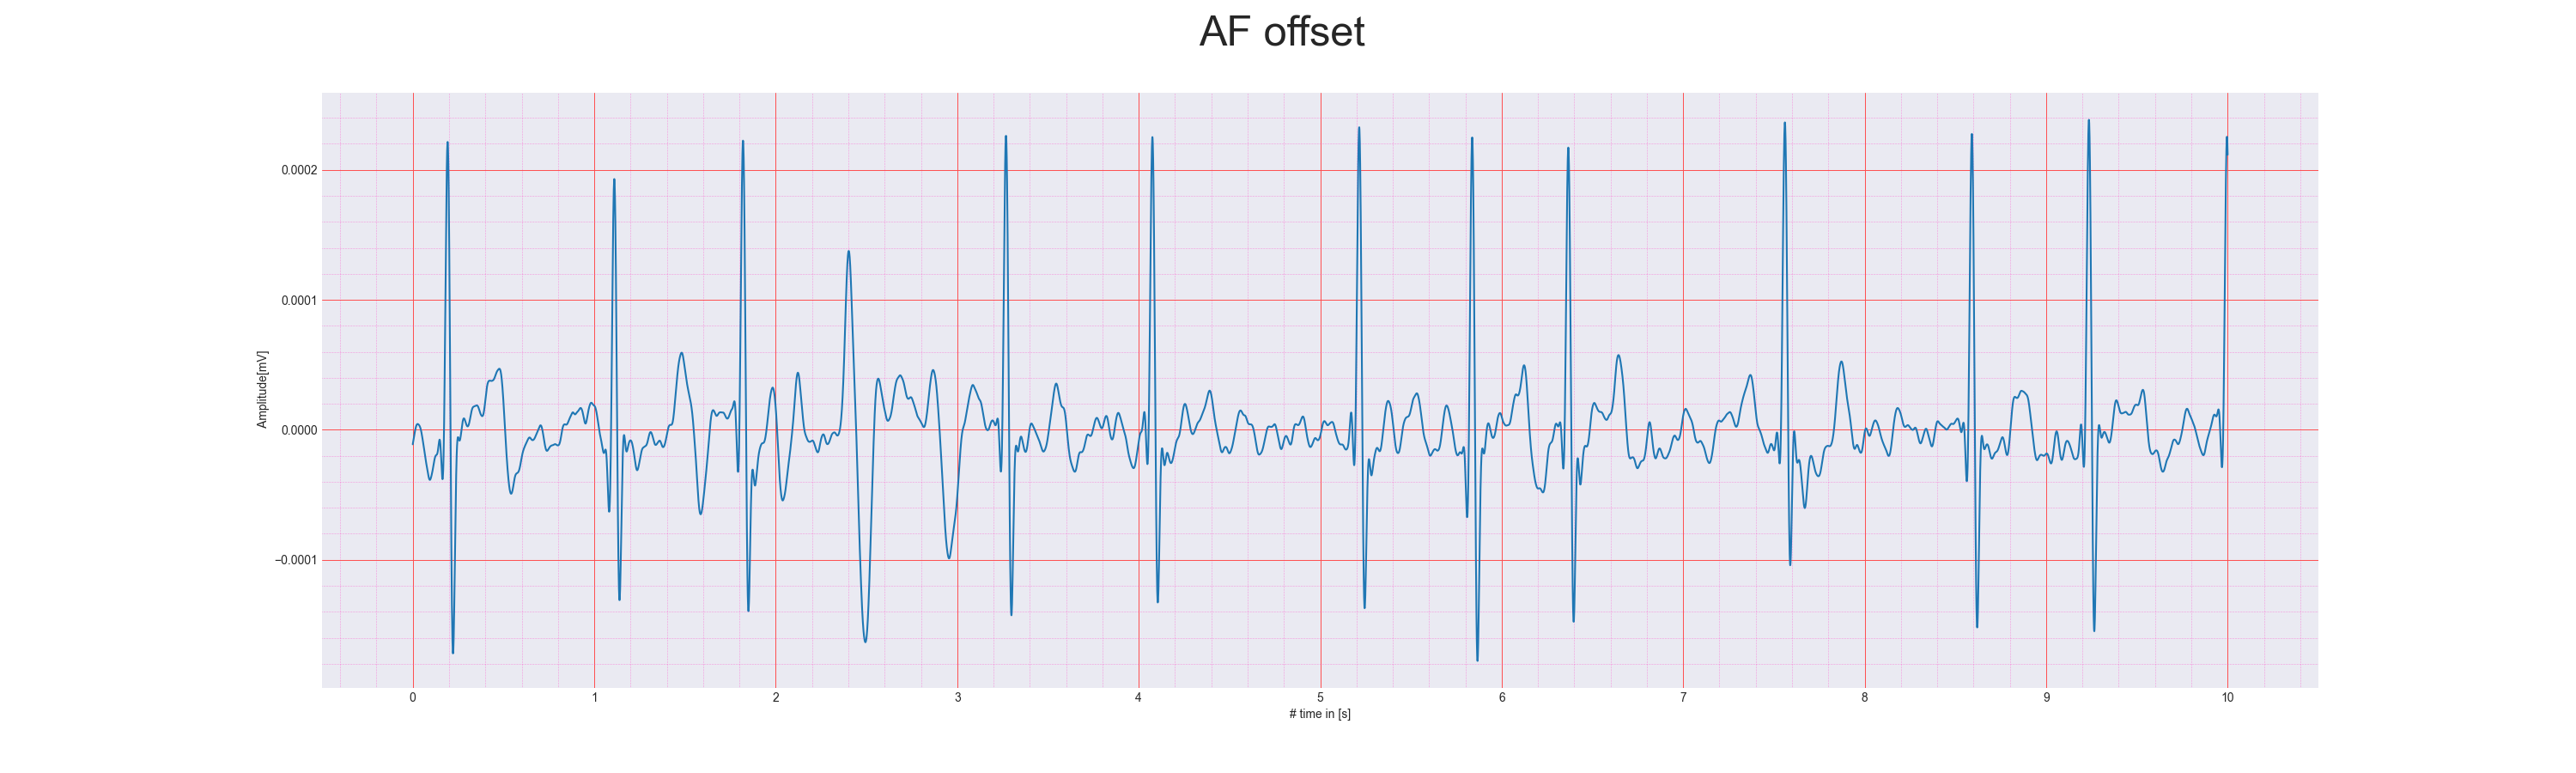 AF offset
0.0002
0.0001
0.0000
−0.0001
Amplitude[mV]
0 1 2 3 4 5 6 7 8 9 10
# time in [s]